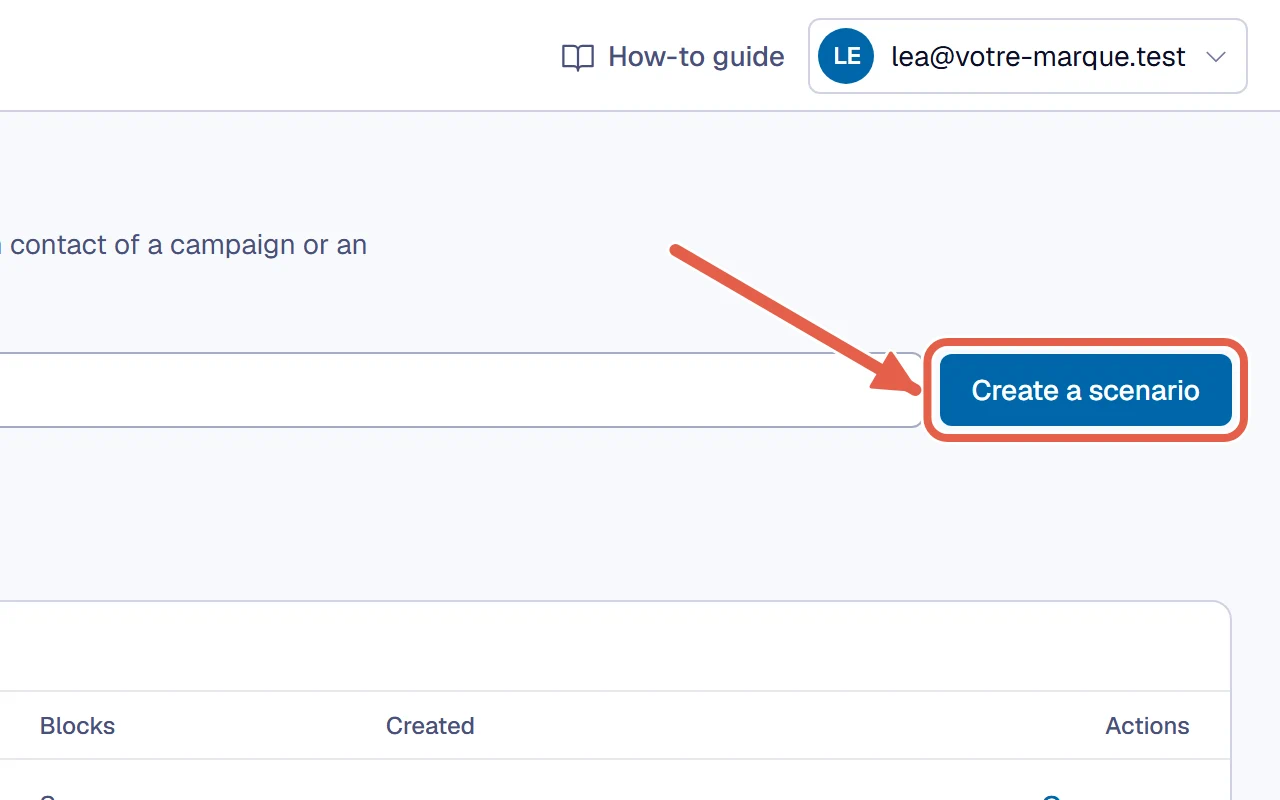 How-to guide
LE
lea@votre-marque.test
contact of a campaign or an
Create a scenario
Blocks
Created
Actions